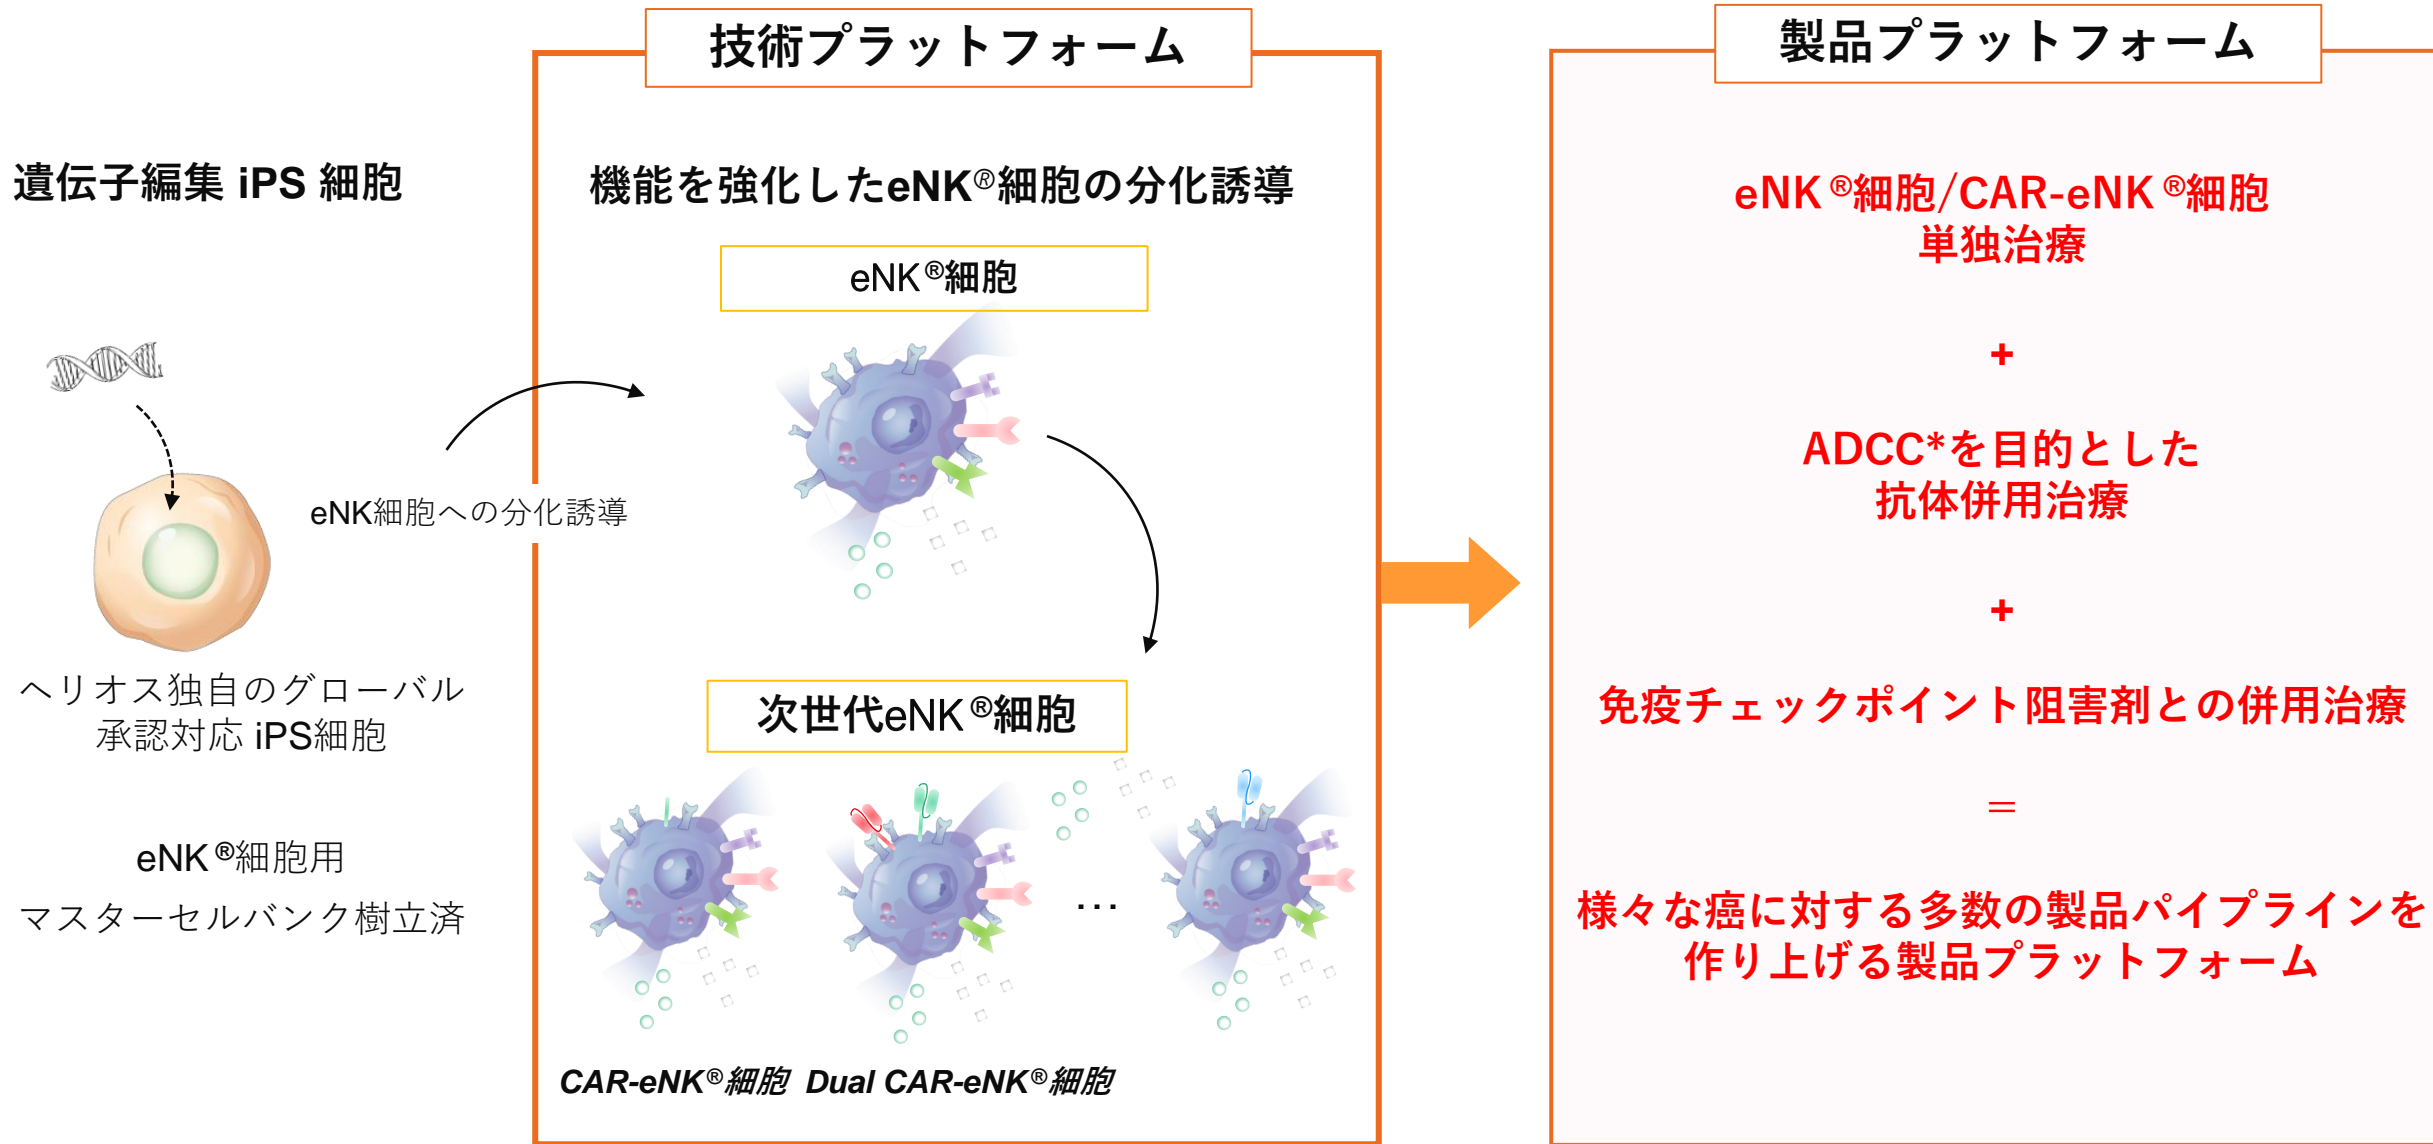 技術プラットフォーム
製品プラットフォーム
遺伝子編集 iPS 細胞
機能を強化したeNK®細胞の分化誘導
eNK®細胞
eNK細胞への分化誘導
ヘリオス独自のグローバル
承認対応 iPS細胞
eNK®細胞用
マスターセルバンク樹立済
次世代eNK®細胞
…
CAR-eNK®細胞 Dual CAR-eNK®細胞
eNK®細胞/CAR-eNK®細胞
単独治療
+
ADCC*を目的とした
抗体併用治療
+
免疫チェックポイント阻害剤との併用治療
＝
様々な癌に対する多数の製品パイプラインを
作り上げる製品プラットフォーム